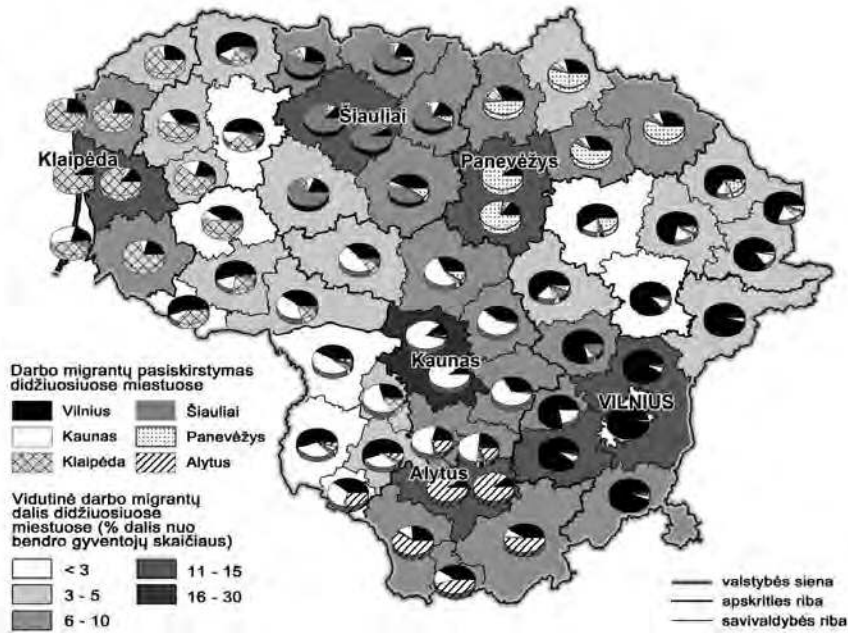 Šiauliai
Klaipėda
Panevėžys
Kaunas
VILNIUS
Alytus
Darbo migrantų pasiskirstymas
didžiuosiuose miestuose
Vilnius
Šiauliai
Kaunas
Panevėžys
Klaipėda
Alytus
Vidutinė darbo migrantų
dalis didžiuosiuose
miestuose (% dalis nuo
bendro gyventojų skaičiaus)
< 3
11 - 15
3 - 5
16 - 30
6 - 10
valstybės siena
apskrities riba
savivaldybės riba